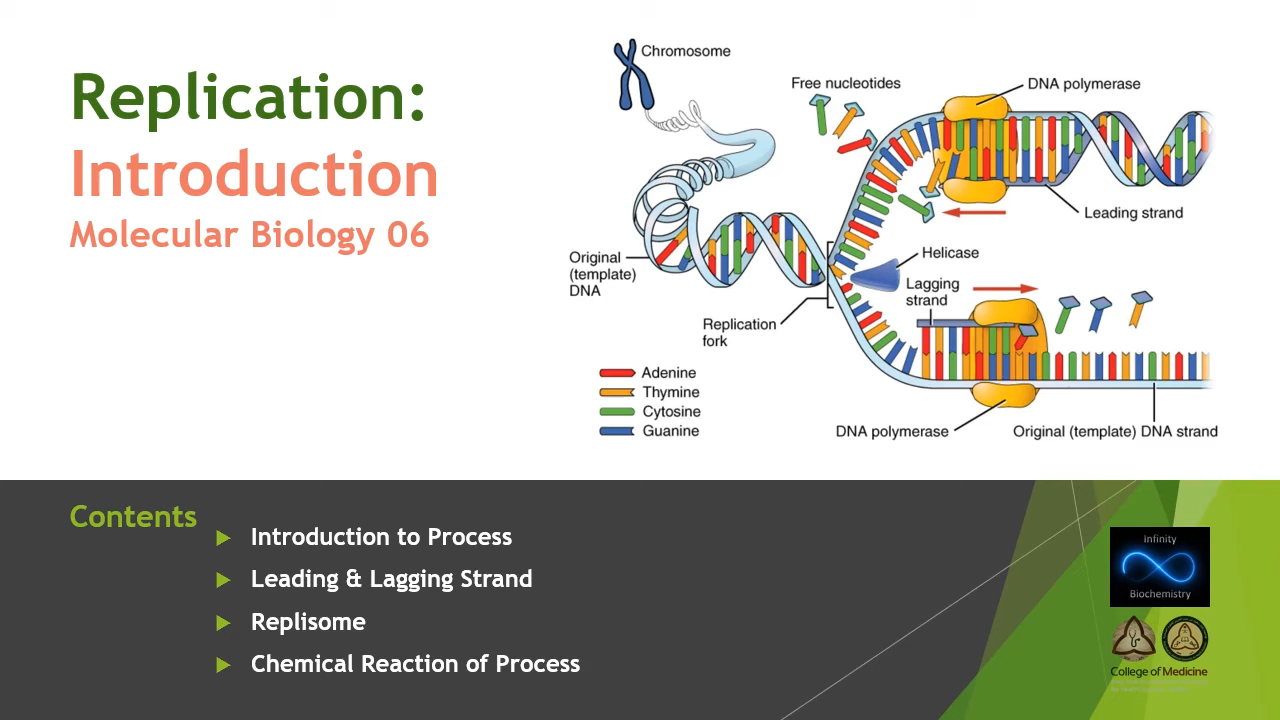 Replication:
Introduction
Molecular Biology 06
Chromosome
Free nucleotides
DNA polymerase
Leading strand
Helicase
Lagging
strand
Original
(template)
DNA
Replication
fork
Adenine
Thymine
Cytosine
Guanine
DNA polymerase
Original (template) DNA strand
Contents
Introduction to Process
Leading & Lagging Strand
Replisome
Chemical Reaction of Process
Infinity
Biochemistry
College of Medicine